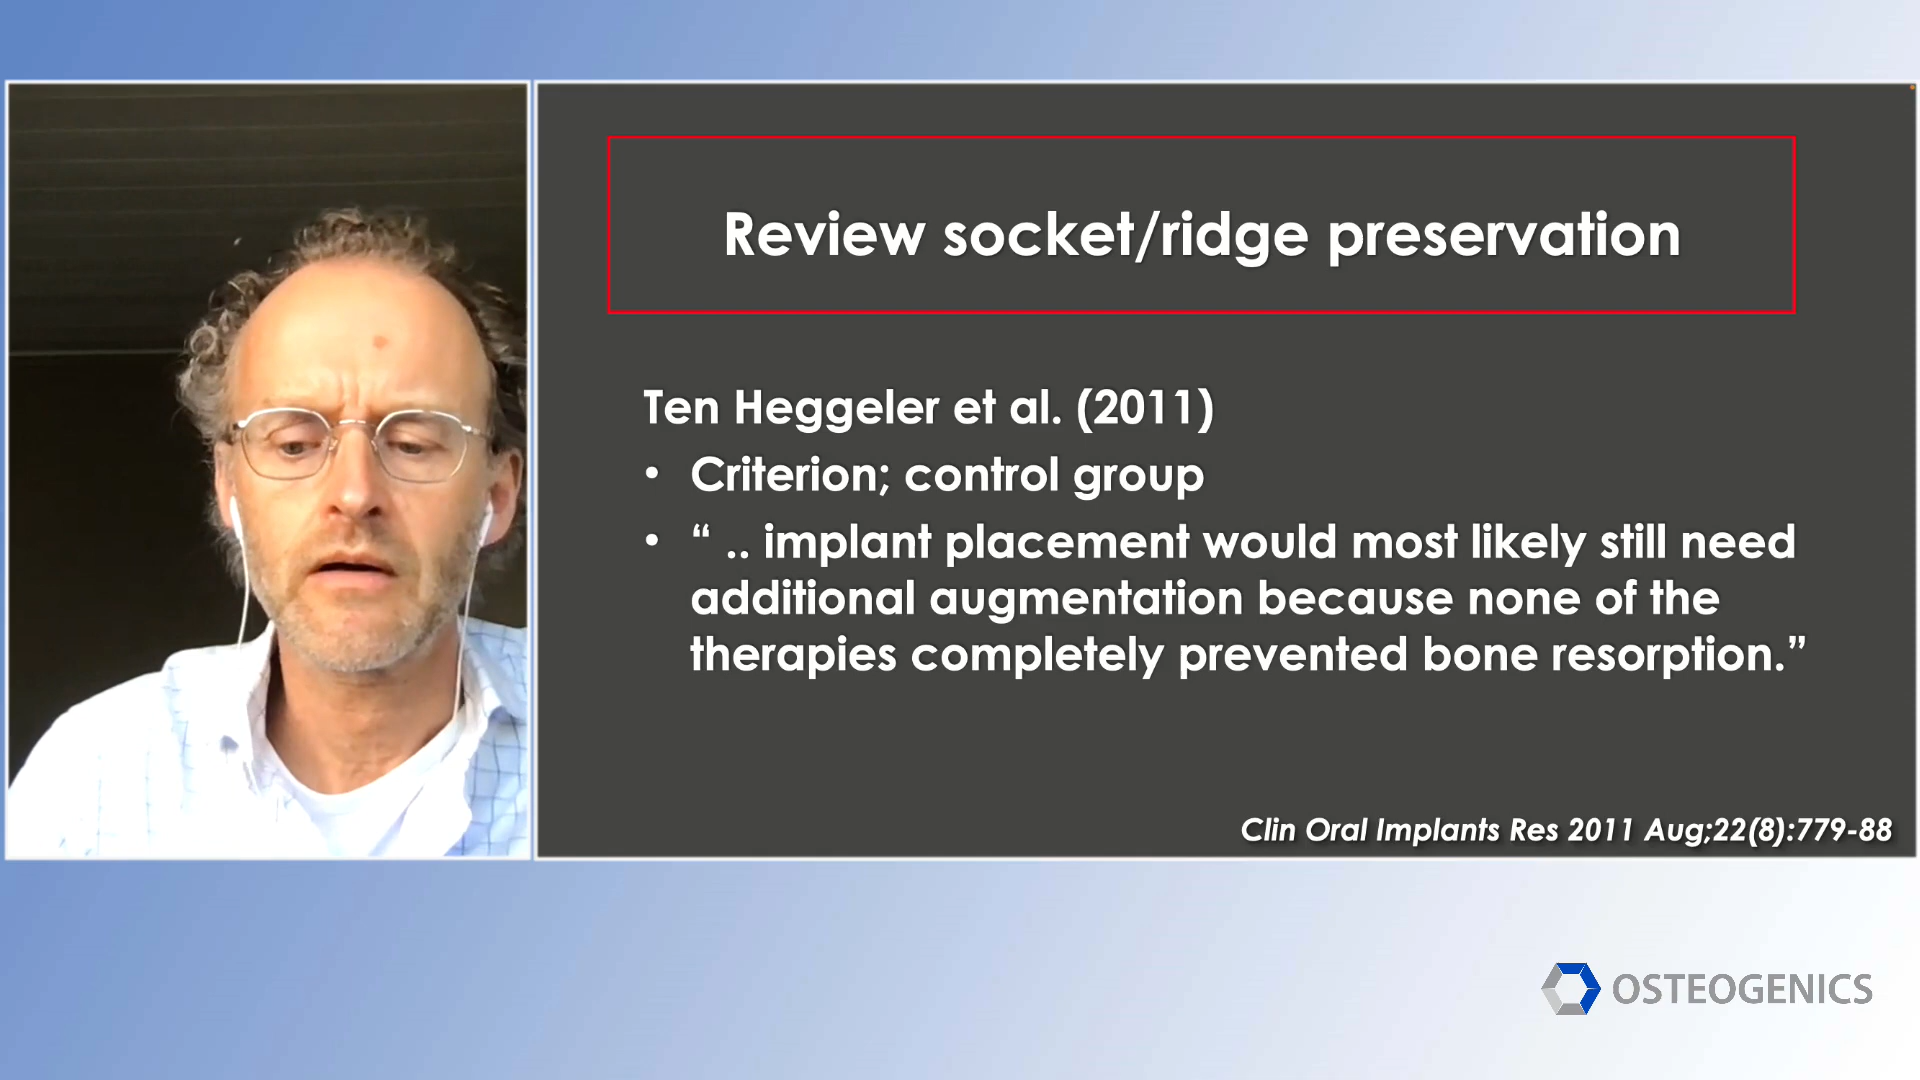 Review socket/ridge preservation
Ten Heggeler et al. (2011)
• Criterion; control group
• “ .. implant placement would most likely still need
additional augmentation because none of the
therapies completely prevented bone resorption.”
Clin Oral Implants Res 2011 Aug;22(8):779-88
OSTEOGENICS